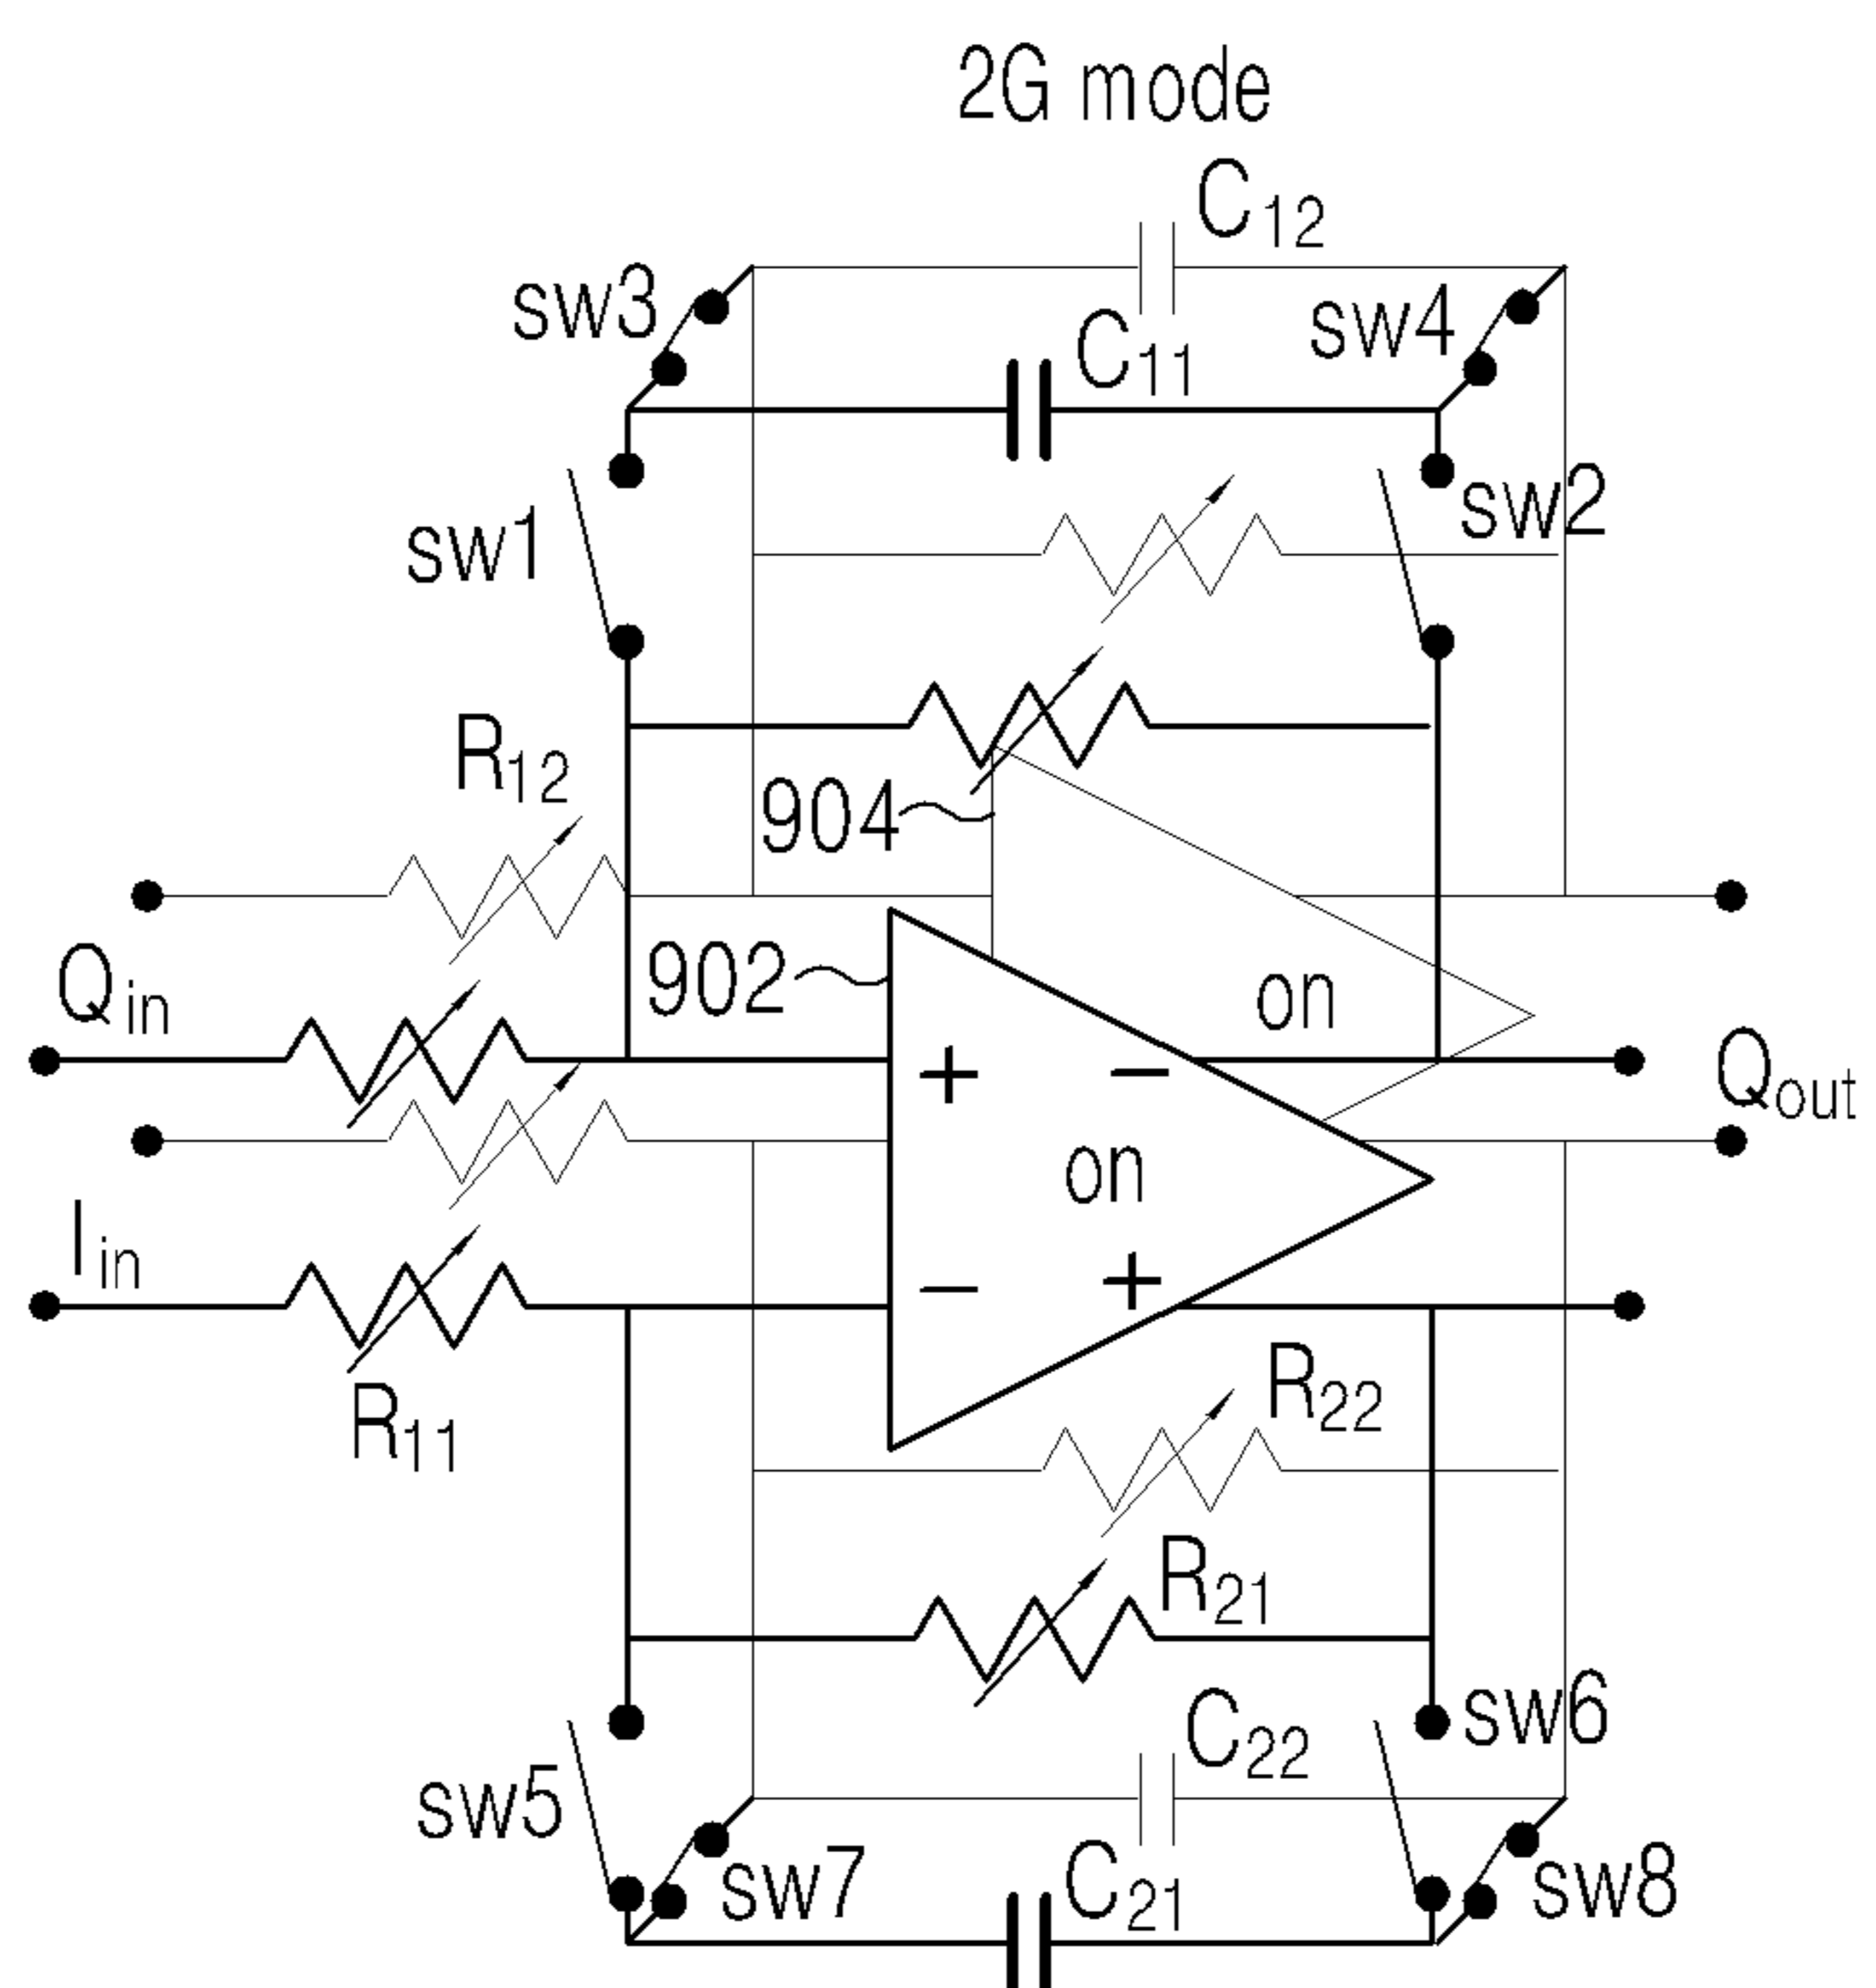 2G mode
C12
sw3
sw4
C11
sw2
sw1
R12
904
902
Qin
on
+
−
Qout
on
Iin
−
+
R22
R11
R21
sw6
C22
sw5
sw7
C21
sw8